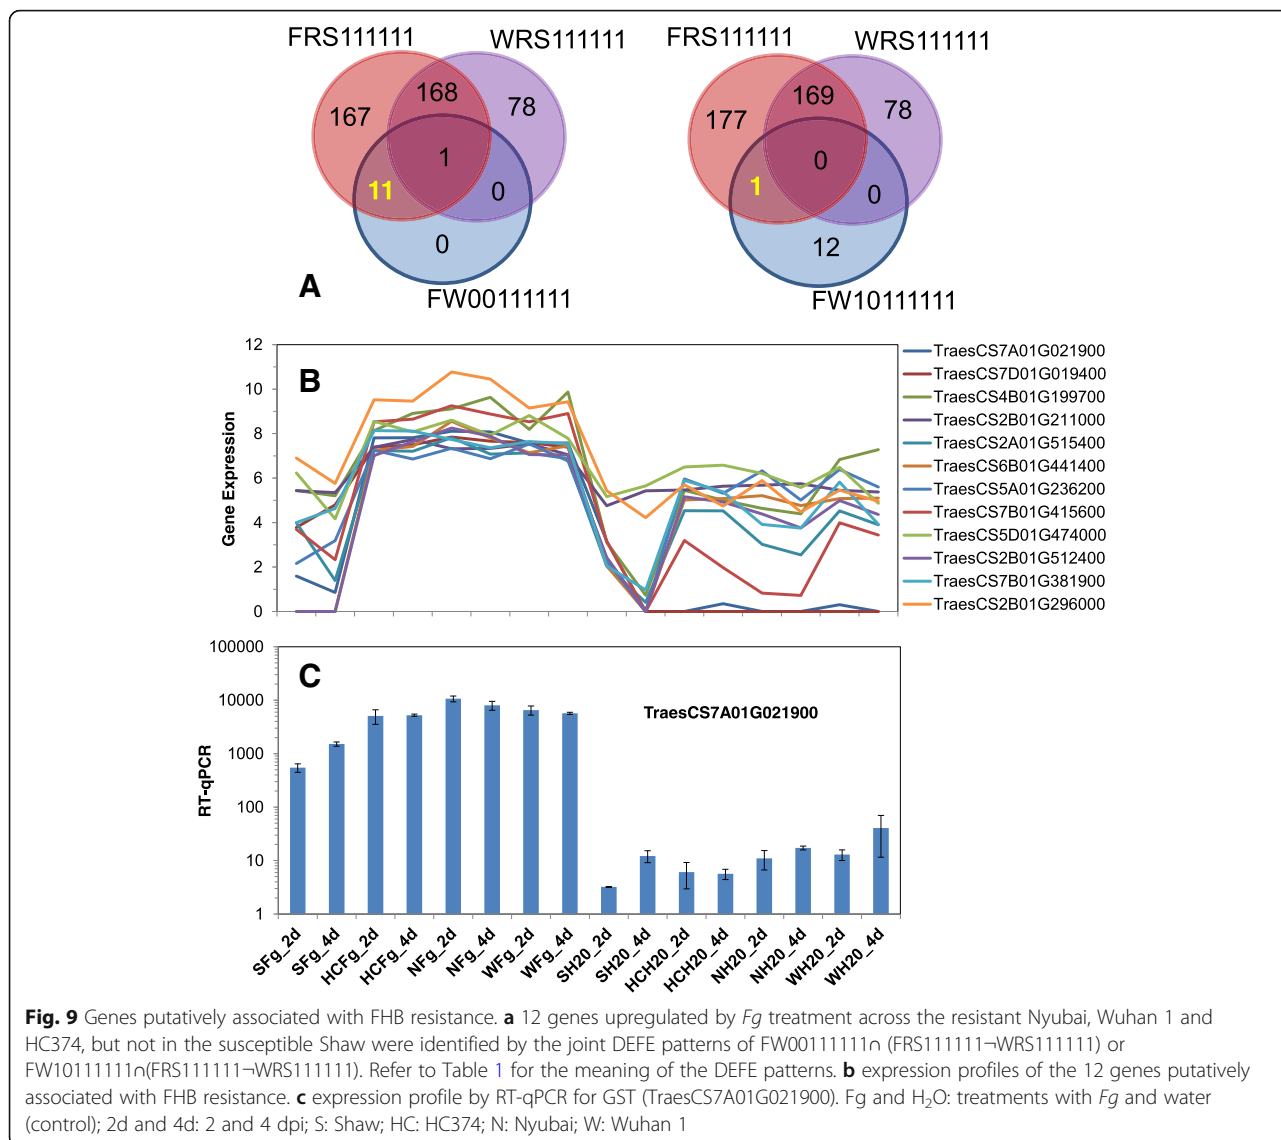 FRS111111
WRS111111
167
168
78
1
11
0
0
FW00111111
FRS111111
WRS111111
177
169
78
0
1
0
12
FW10111111
A
B
Gene Expression
12
10
8
6
4
2
0
TraesCS7A01G021900
TraesCS7D01G019400
TraesCS4B01G199700
TraesCS2B01G211000
TraesCS2A01G515400
TraesCS6B01G441400
TraesCS5A01G236200
TraesCS7B01G415600
TraesCS5D01G474000
TraesCS2B01G512400
TraesCS7B01G381900
TraesCS2B01G296000
C
RT-qPCR
100000
10000
1000
100
10
1
TraesCS7A01G021900
SFg_2d
SFg_4d
HCFg_2d
HCFg_4d
NFg_2d
NFg_4d
WFg_2d
WFg_4d
SH20_2d
SH20_4d
HCH20_2d
HCH20_4d
NH20_2d
NH20_4d
WH20_2d
WH20_4d
Fig. 9 Genes putatively associated with FHB resistance. a 12 genes upregulated by Fg treatment across the resistant Nyubai, Wuhan 1 and
HC374, but not in the susceptible Shaw were identified by the joint DEFE patterns of FW00111111∩ (FRS111111¬WRS111111) or
FW10111111∩(FRS111111¬WRS111111). Refer to Table 1 for the meaning of the DEFE patterns. b expression profiles of the 12 genes putatively
associated with FHB resistance. c expression profile by RT-qPCR for GST (TraesCS7A01G021900). Fg and H2O: treatments with Fg and water
(control); 2d and 4d: 2 and 4 dpi; S: Shaw; HC: HC374; N: Nyubai; W: Wuhan 1